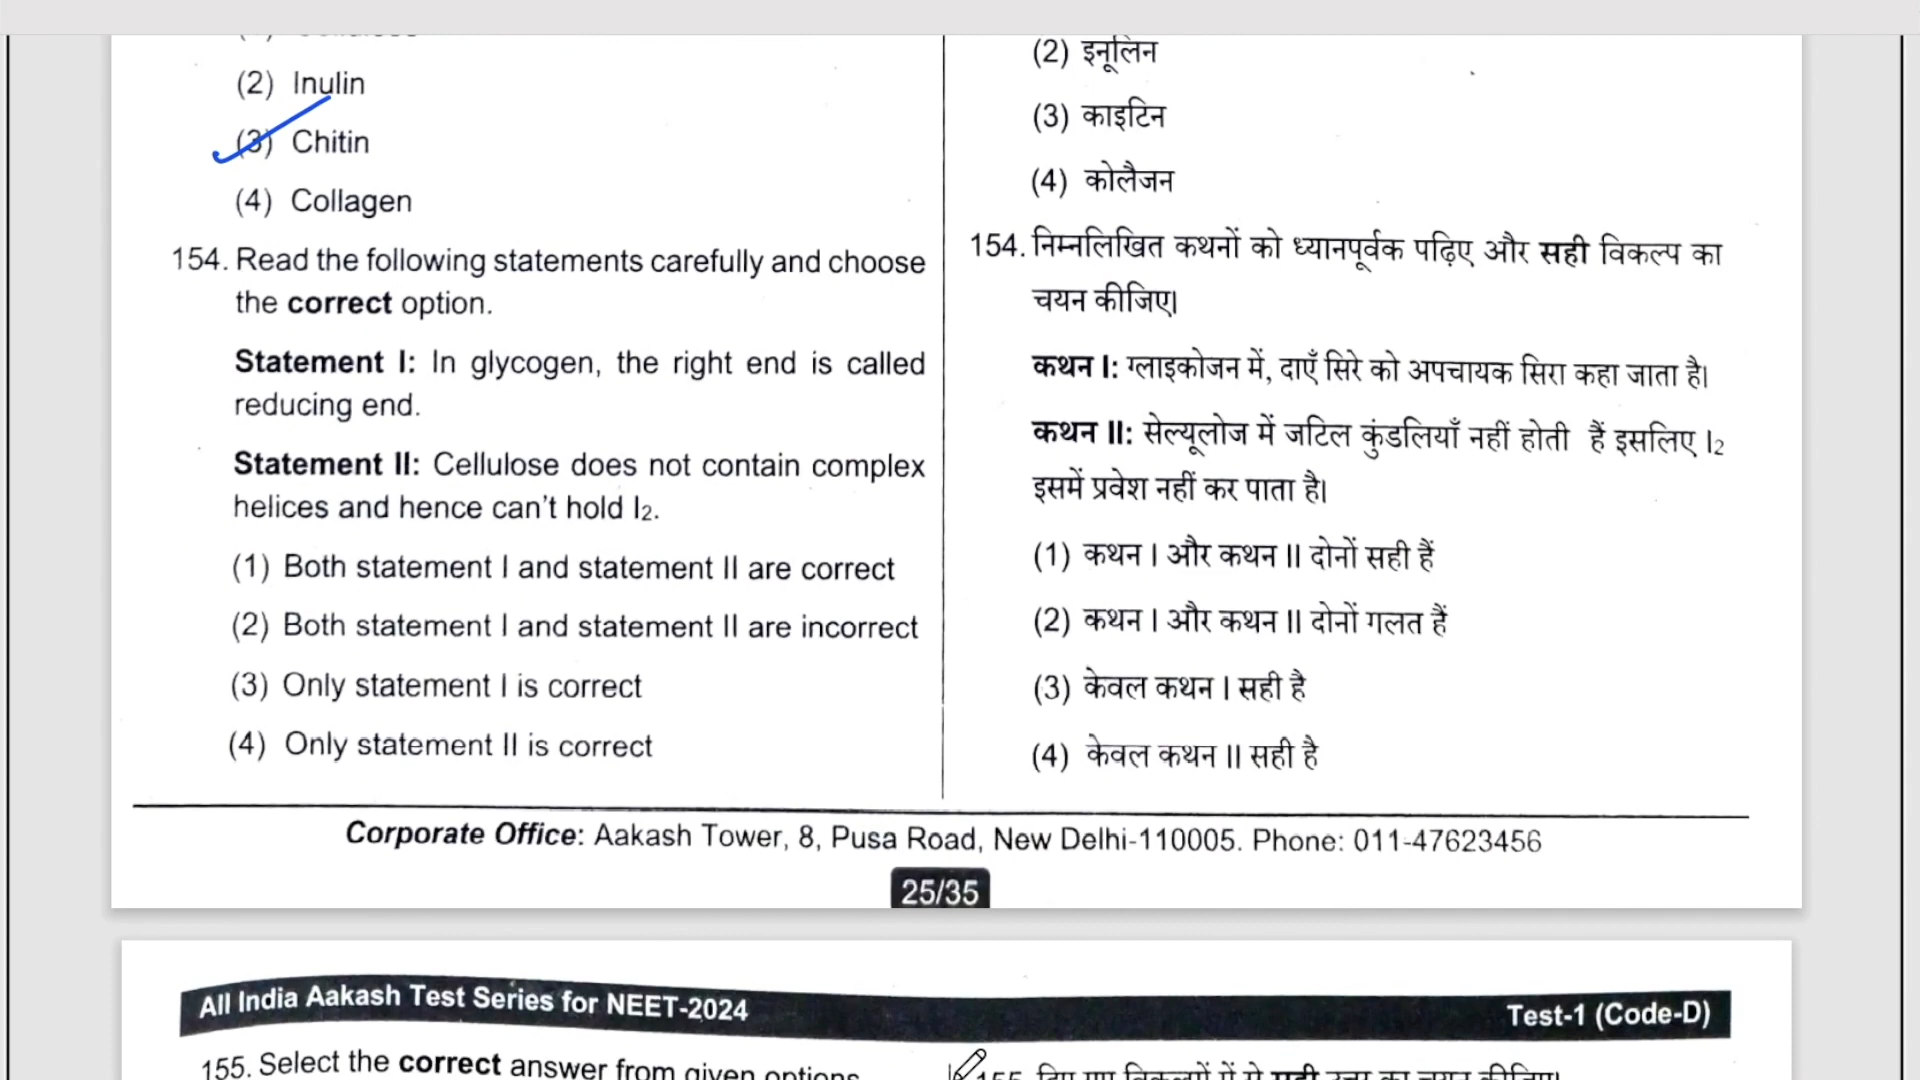 (2) Inulin
(3) Chitin
(4) Collagen
154. Read the following statements carefully and choose
the correct option.
Statement I: In glycogen, the right end is called
reducing end.
Statement II: Cellulose does not contain complex
helices and hence can't hold I₂.
(1) Both statement I and statement II are correct
(2) Both statement I and statement II are incorrect
(3) Only statement I is correct
(4) Only statement II is correct
(2) इनूलिन
(3) काइटिन
(4) कोलैजन
154. निम्नलिखित कथनों को ध्यानपूर्वक पढ़िए और सही विकल्प का
चयन कीजिए।
कथन I: ग्लाइकोजन में, दाएँ सिरे को अपचायक सिरा कहा जाता है।
कथन II: सेल्यूलोज में जटिल कुंडलियाँ नहीं होती हैं इसलिए I₂
इसमें प्रवेश नहीं कर पाता है।
(1) कथन I और कथन II दोनों सही हैं
(2) कथन I और कथन II दोनों गलत हैं
(3) केवल कथन I सही है
(4) केवल कथन II सही है
Corporate Office: Aakash Tower, 8, Pusa Road, New Delhi-110005. Phone: 011-47623456
25/35
All India Aakash Test Series for NEET-2024
Test-1 (Code-D)
155. Select the correct answer from given options